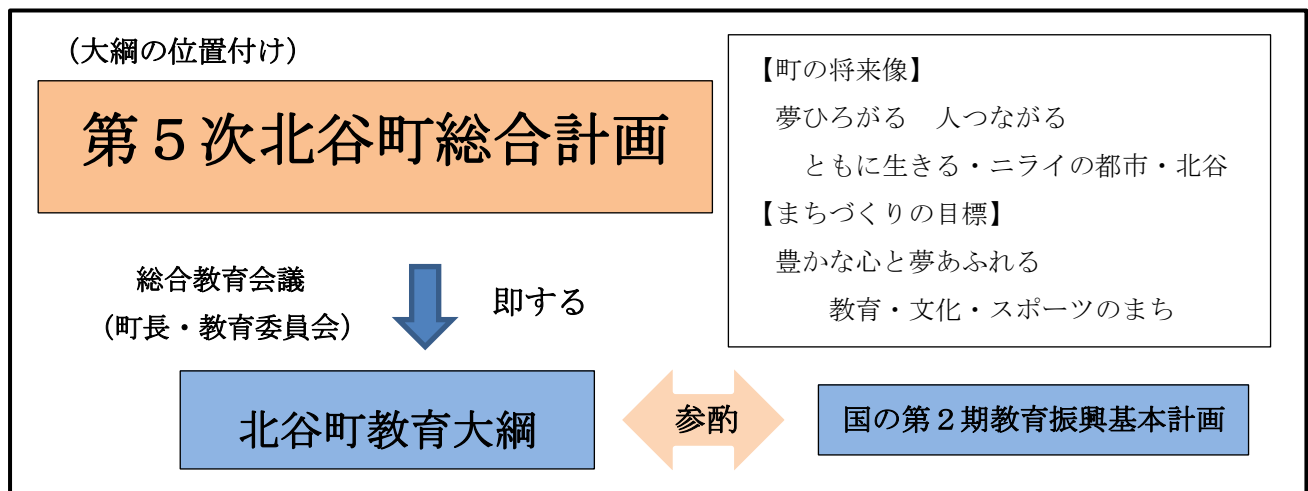 （大綱の位置付け）
第５次北谷町総合計画
【町の将来像】
夢ひろがる　人つながる
ともに生きる・ニライの都市・北谷
【まちづくりの目標】
豊かな心と夢あふれる
教育・文化・スポーツのまち
総合教育会議
（町長・教育委員会）
即する
北谷町教育大綱
参酌
国の第２期教育振興基本計画